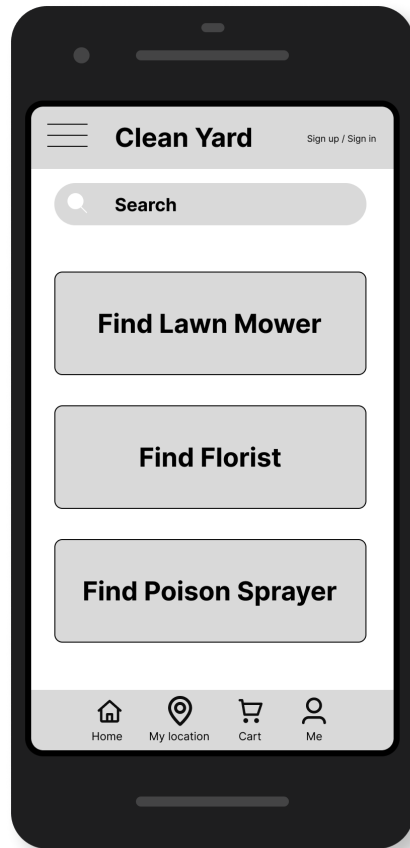 Clean Yard
Sign up / Sign in
Search
Find Lawn Mower
Find Florist
Find Poison Sprayer
Home
My location
Cart
Me